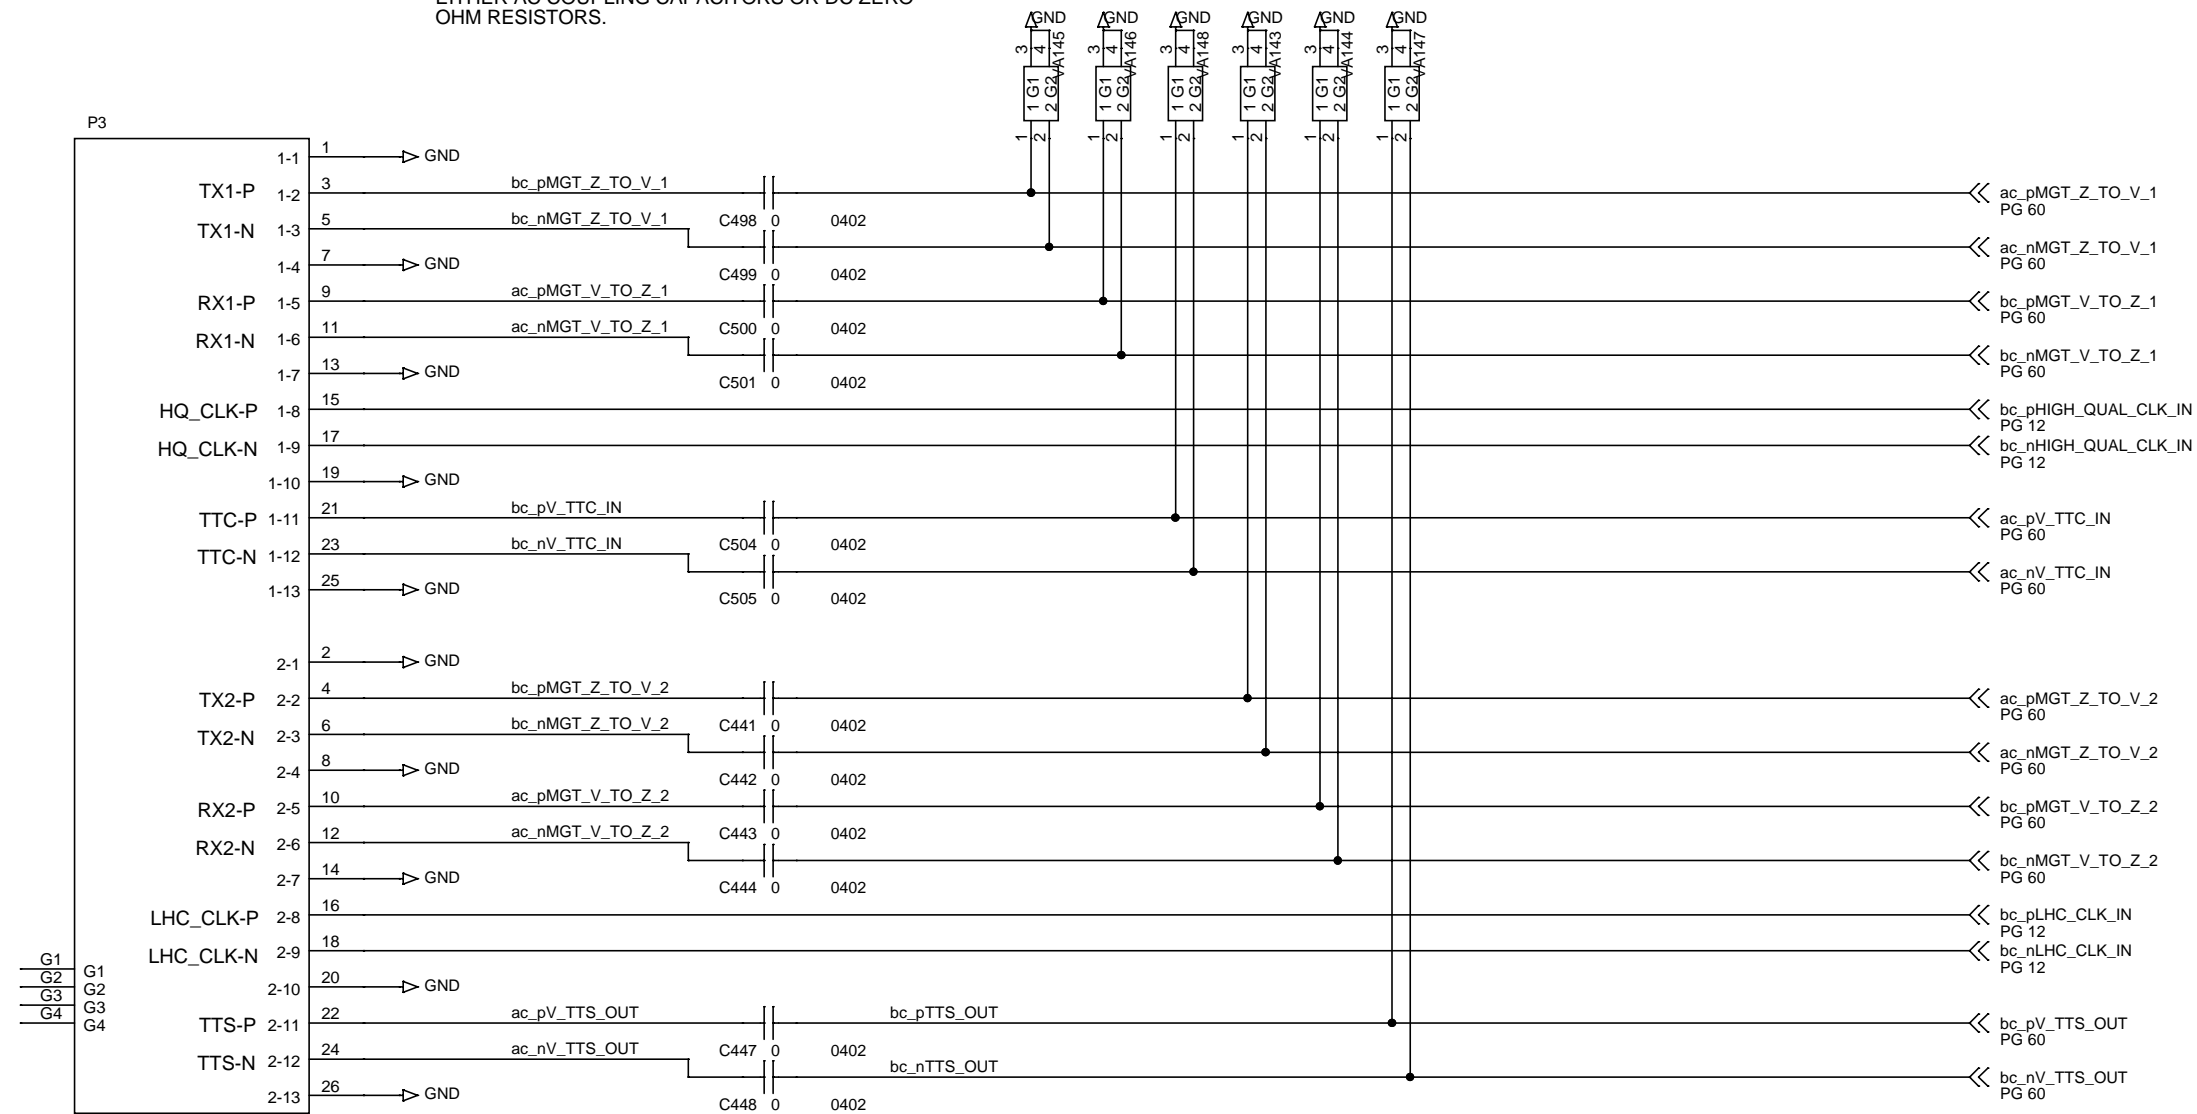 EITHER AC COUPLING CAPACITORS OR DC ZERO
OHM RESISTORS.
GND GND GND GND GND GND
3 4 VA145 3 4 VA146 3 4 VA148 3 4 VA143 3 4 VA144 3 4 VA147
1 G1 2 G2 1 G1 2 G2 1 G1 2 G2 1 G1 2 G2 1 G1 2 G2 1 G1 2 G2
1 2 1 2 1 2 1 2 1 2 1 2
P3
1-1 1 GND
TX1-P 1-2 3 bc_pMGT_Z_TO_V_1 ac_pMGT_Z_TO_V_1
C498 0 0402 PG 60
TX1-N 1-3 5 bc_nMGT_Z_TO_V_1
ac_nMGT_Z_TO_V_1
1-4 7 GND PG 60
C499 0 0402
RX1-P 1-5 9 ac_pMGT_V_TO_Z_1 bc_pMGT_V_TO_Z_1
C500 0 0402 PG 60
RX1-N 1-6 11 ac_nMGT_V_TO_Z_1
bc_nMGT_V_TO_Z_1
1-7 13 GND PG 60
C501 0 0402
HQ_CLK-P 1-8 15 bc_pHIGH_QUAL_CLK_IN
PG 12
HQ_CLK-N 1-9 17 bc_nHIGH_QUAL_CLK_IN
PG 12
1-10 19 GND
TTC-P 1-11 21 bc_pV_TTC_IN ac_pV_TTC_IN
C504 0 0402 PG 60
TTC-N 1-12 23 bc_nV_TTC_IN
ac_nV_TTC_IN
1-13 25 GND PG 60
C505 0 0402
2-1 2 GND
TX2-P 2-2 4 bc_pMGT_Z_TO_V_2 ac_pMGT_Z_TO_V_2
C441 0 0402 PG 60
TX2-N 2-3 6 bc_nMGT_Z_TO_V_2
ac_nMGT_Z_TO_V_2
2-4 8 GND PG 60
C442 0 0402
RX2-P 2-5 10 ac_pMGT_V_TO_Z_2 bc_pMGT_V_TO_Z_2
C443 0 0402 PG 60
RX2-N 2-6 12 ac_nMGT_V_TO_Z_2
bc_nMGT_V_TO_Z_2
2-7 14 GND PG 60
C444 0 0402
LHC_CLK-P 2-8 16 bc_pLHC_CLK_IN
PG 12
LHC_CLK-N 2-9 18 bc_nLHC_CLK_IN
PG 12
G1 G1
G2 G2
G3 G3
G4 G4
2-10 20 GND
TTS-P 2-11 22 ac_pV_TTS_OUT bc_pTTS_OUT bc_pV_TTS_OUT
C447 0 0402 PG 60
TTS-N 2-12 24 ac_nV_TTS_OUT
bc_nTTS_OUT bc_nV_TTS_OUT
2-13 26 GND PG 60
C448 0 0402